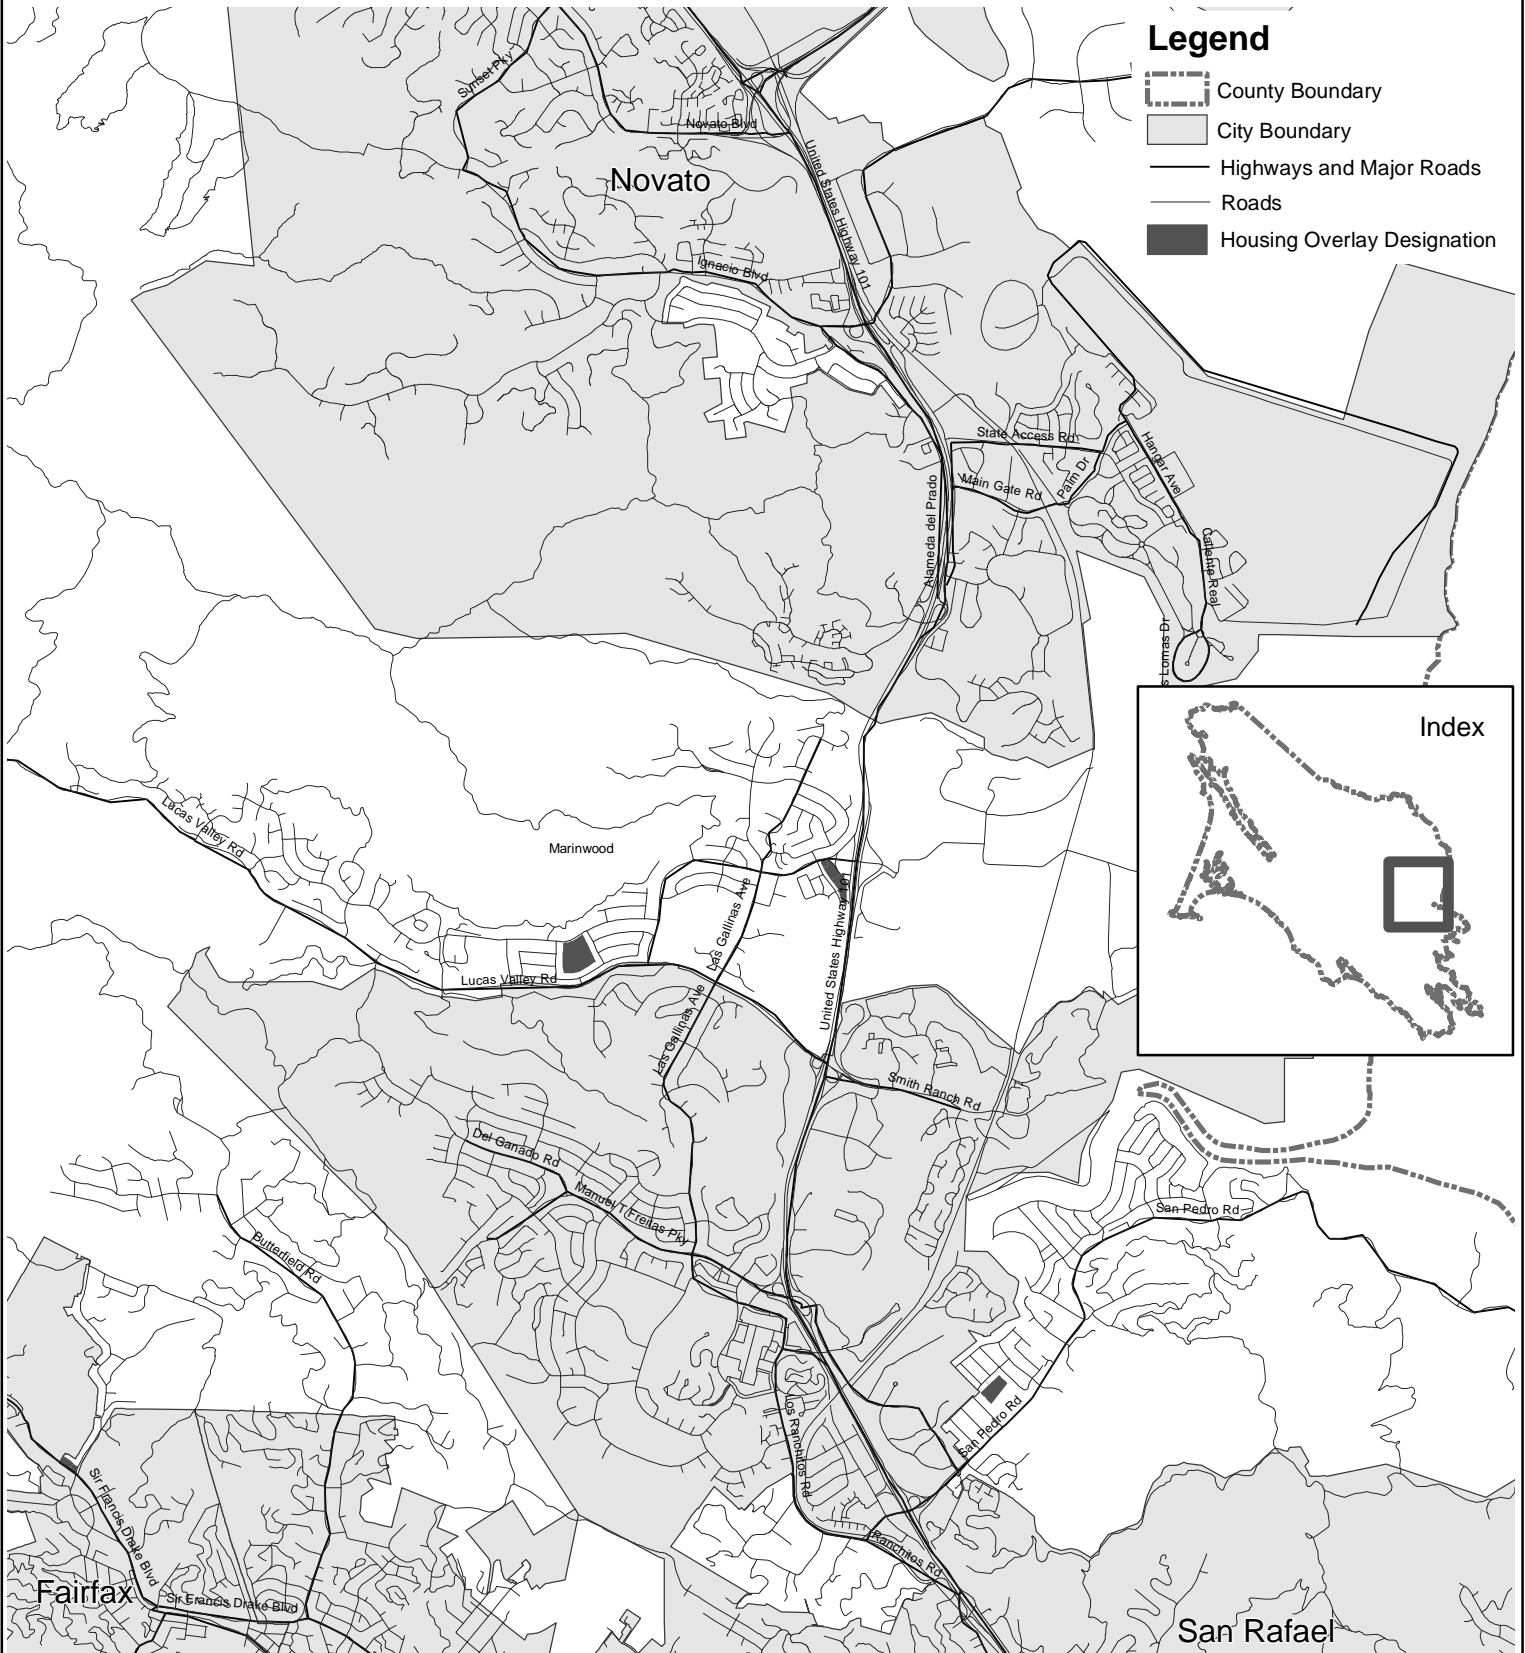 Legend
County Boundary
City Boundary
Highways and Major Roads
Roads
Housing Overlay Designation
Sunset Pky
Novato Blvd
United States Highway 101
Novato
Ignacio Blvd
State Access Rd
Hangar Ave
Main Gate Rd
Palm Dr
Alameda del Prado
Caliente Real
s Lomas Dr
Index
Lucas Valley Rd
Marinwood
Las Gallinas Ave
United States Highway 101
Lucas Valley Rd
Las Gallinas Ave
Smith Ranch Rd
Del Ganado Rd
Manuel T Freitas Pky
San Pedro Rd
Butterfield Rd
Los Ranchitos Rd
San Pedro Rd
Sir Francis Drake Blvd
Ranchitos Rd
Fairfax
Sir Francis Drake Blvd
San Rafael